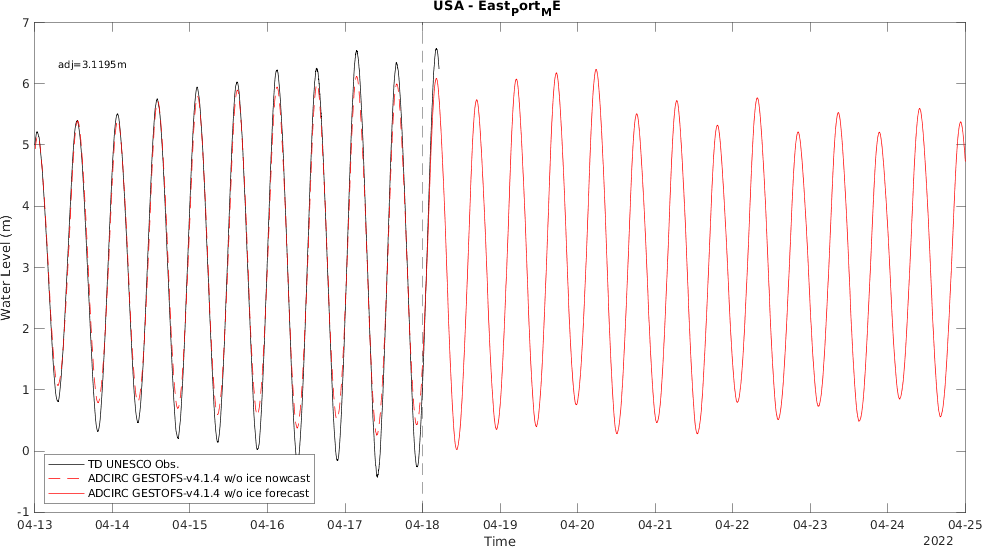 USA - EastPortME
adj=3.1195m
7
6
5
4
3
2
1
0
-1
Water Level (m)
TD UNESCO Obs.
ADCIRC GESTOFS-v4.1.4 w/o ice nowcast
ADCIRC GESTOFS-v4.1.4 w/o ice forecast
04-13 04-14 04-15 04-16 04-17 04-18 04-19 04-20 04-21 04-22 04-23 04-24 04-25
Time
2022